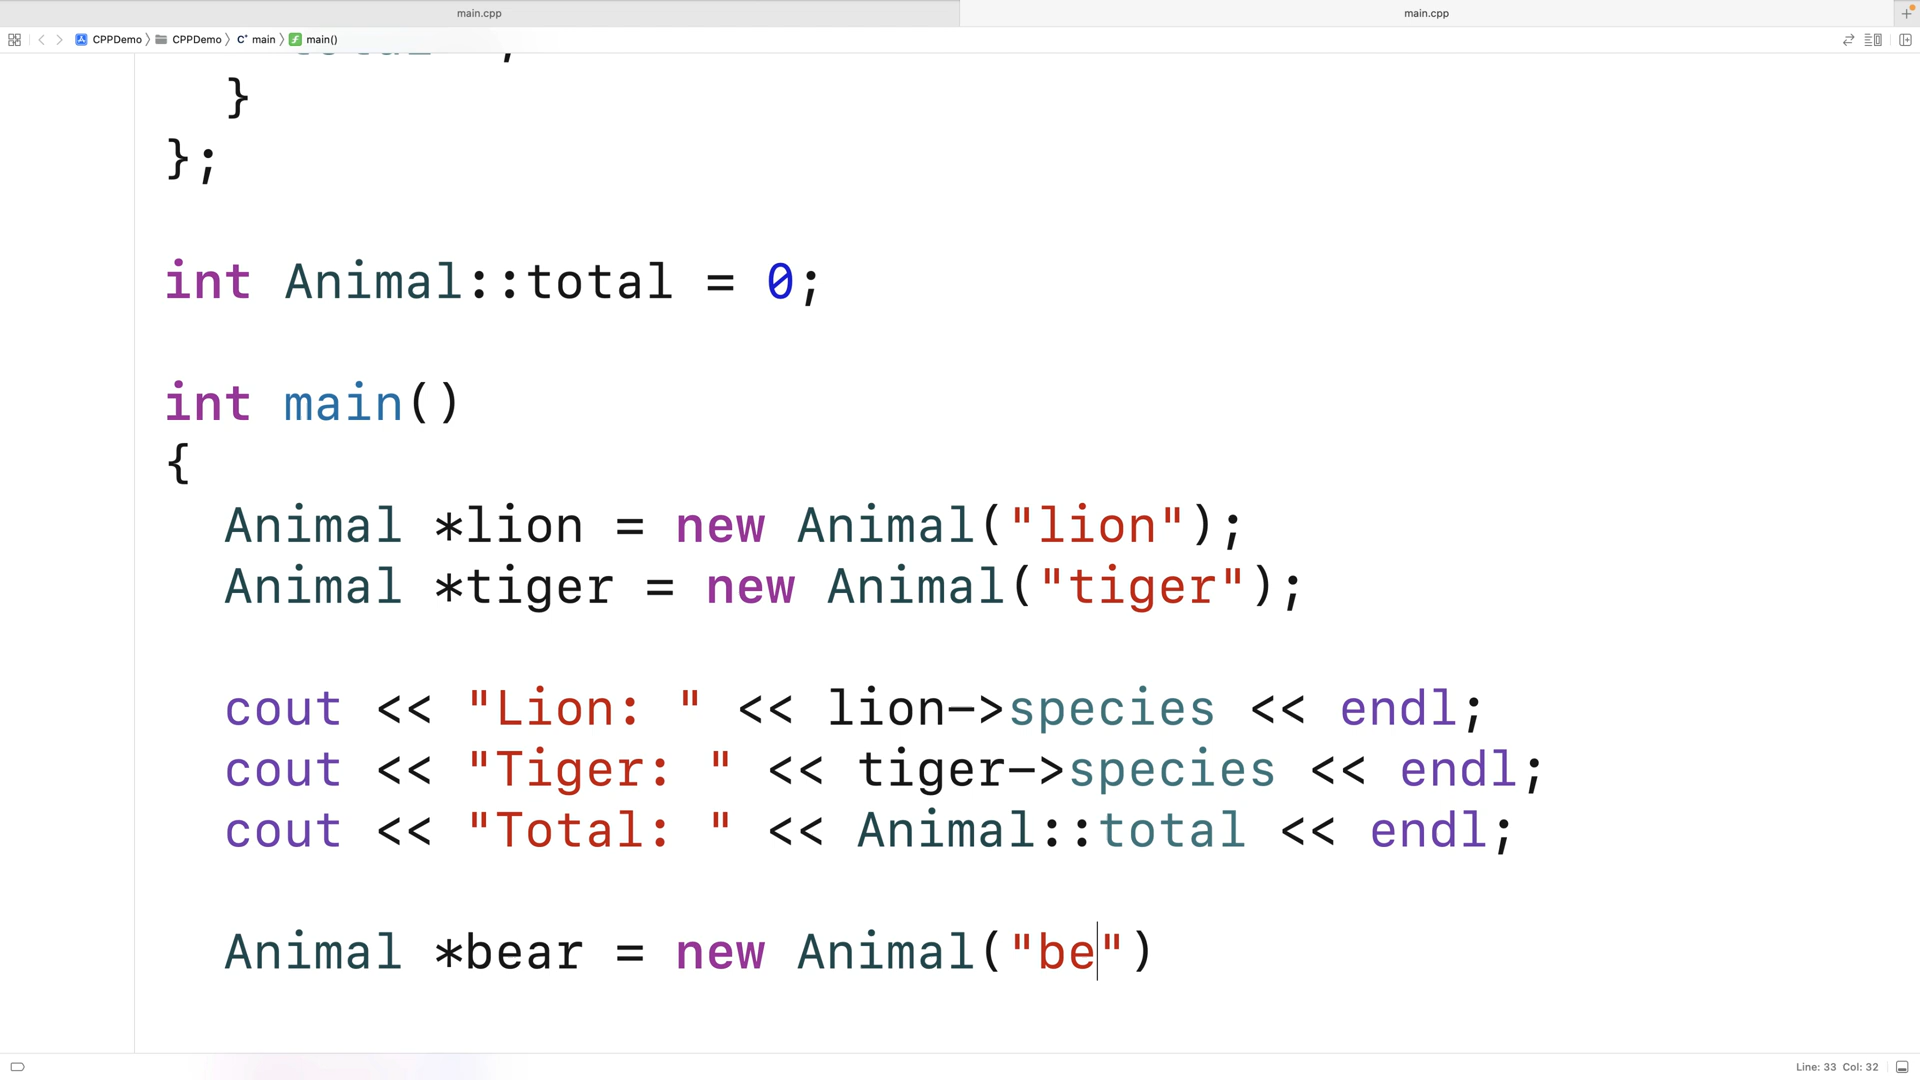 main.cpp
main.cpp
CPPDemo 〉 CPPDemo 〉 main 〉 main()
}
};
int Animal::total = 0;
int main()
{
Animal *lion = new Animal("lion");
Animal *tiger = new Animal("tiger");
cout << "Lion: " << lion->species << endl;
cout << "Tiger: " << tiger->species << endl;
cout << "Total: " << Animal::total << endl;
Animal *bear = new Animal("be")
Line: 33 Col: 32